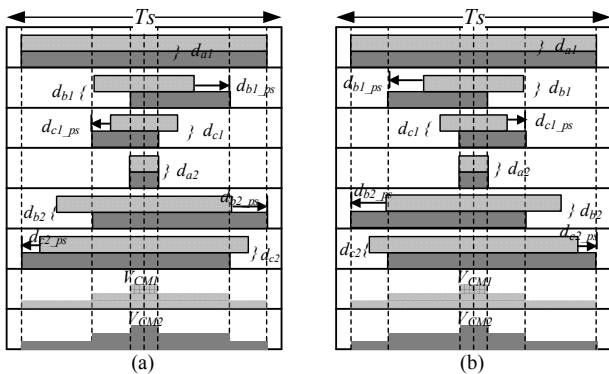 Ts
} d_a1
d_b1 {
d_b1_ps
d_c1_ps
} d_c1
} d_a2
d_b2 {
d_b2_ps
d_c2_ps
} d_c2
V_CM1
V_CM2
(a)
Ts
} d_a1
d_b1_ps
} d_b1
d_c1 {
d_c1_ps
} d_a2
d_b2_ps
} d_b2
d_c2 {
d_c2_ps
V_CM1
V_CM2
(b)